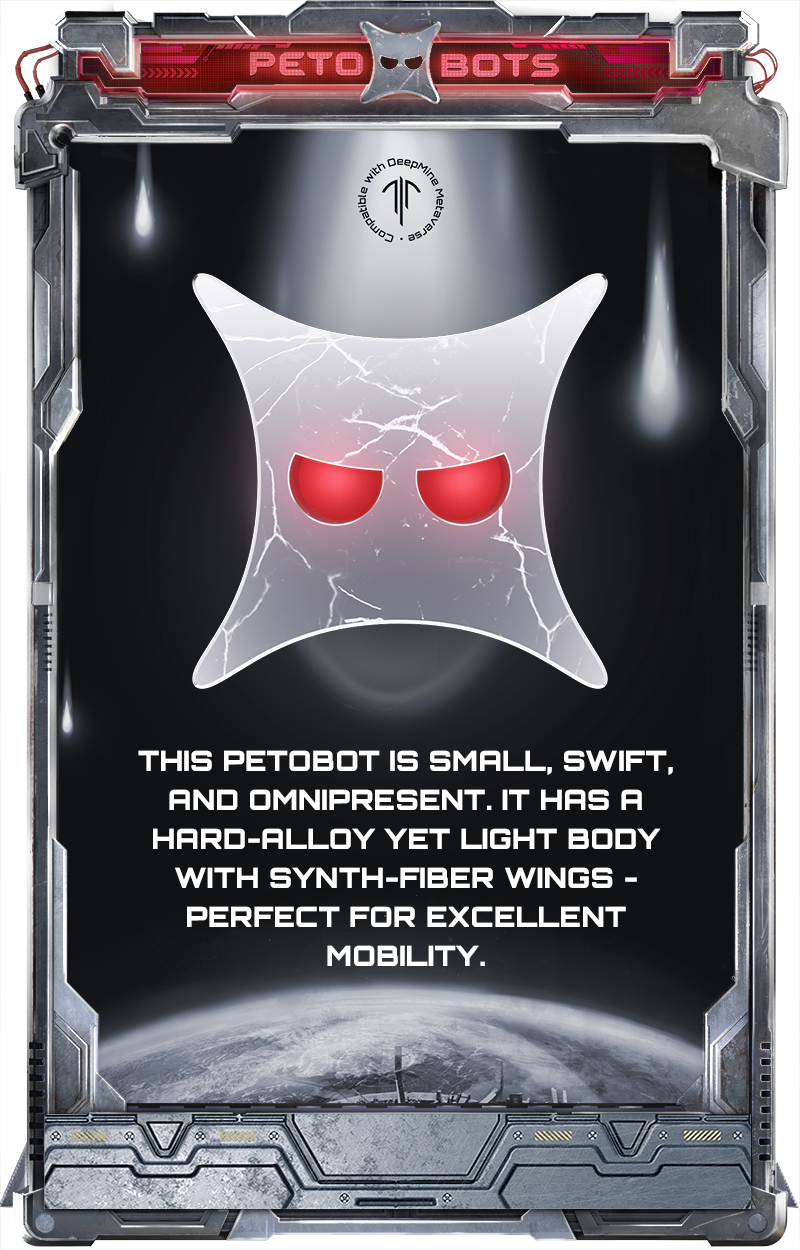 PETO BOTS
Compatible with DeepMine Metaverse •
THIS PETOBOT IS SMALL, SWIFT,
AND OMNIPRESENT. IT HAS A
HARD-ALLOY YET LIGHT BODY
WITH SYNTH-FIBER WINGS -
PERFECT FOR EXCELLENT
MOBILITY.